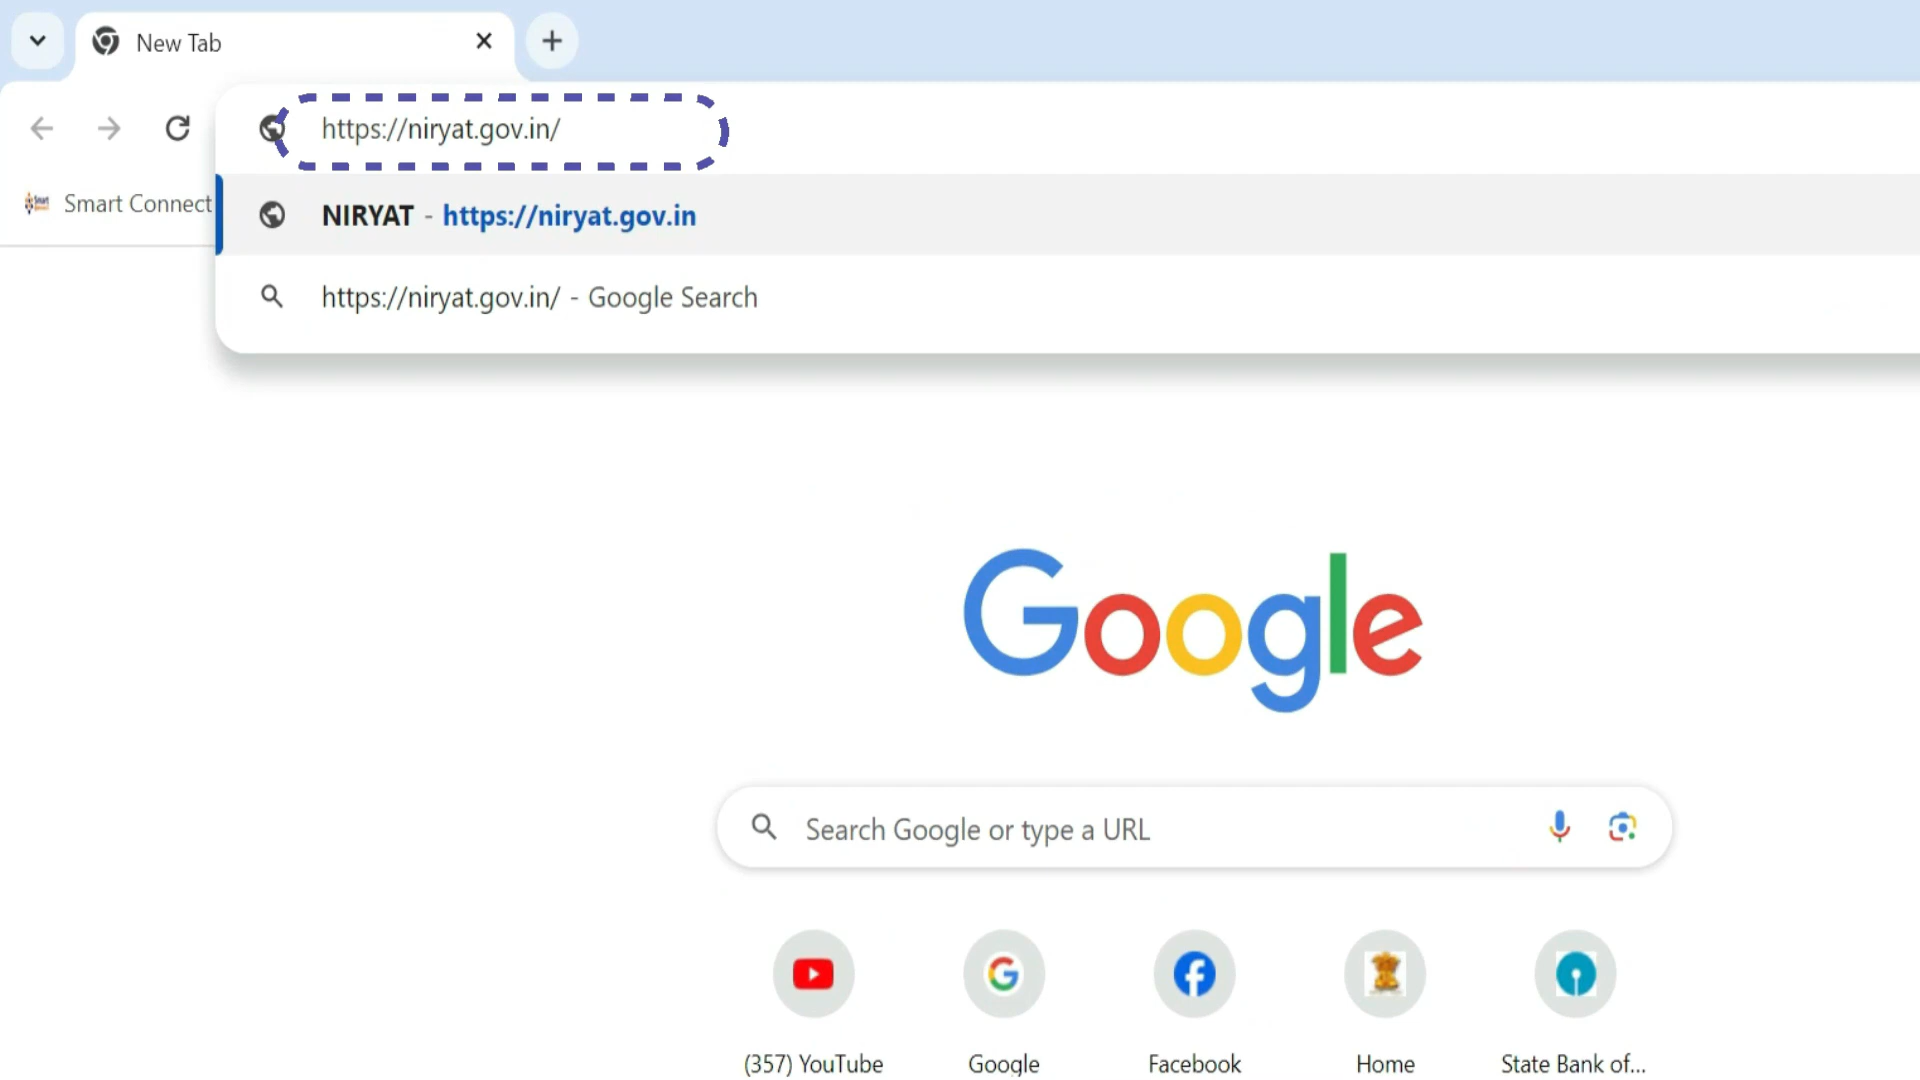 New Tab
https://niryat.gov.in/
Smart Connect
NIRYAT - https://niryat.gov.in
https://niryat.gov.in/ - Google Search
Google
Search Google or type a URL
(357) YouTube
Google
Facebook
Home
State Bank of...